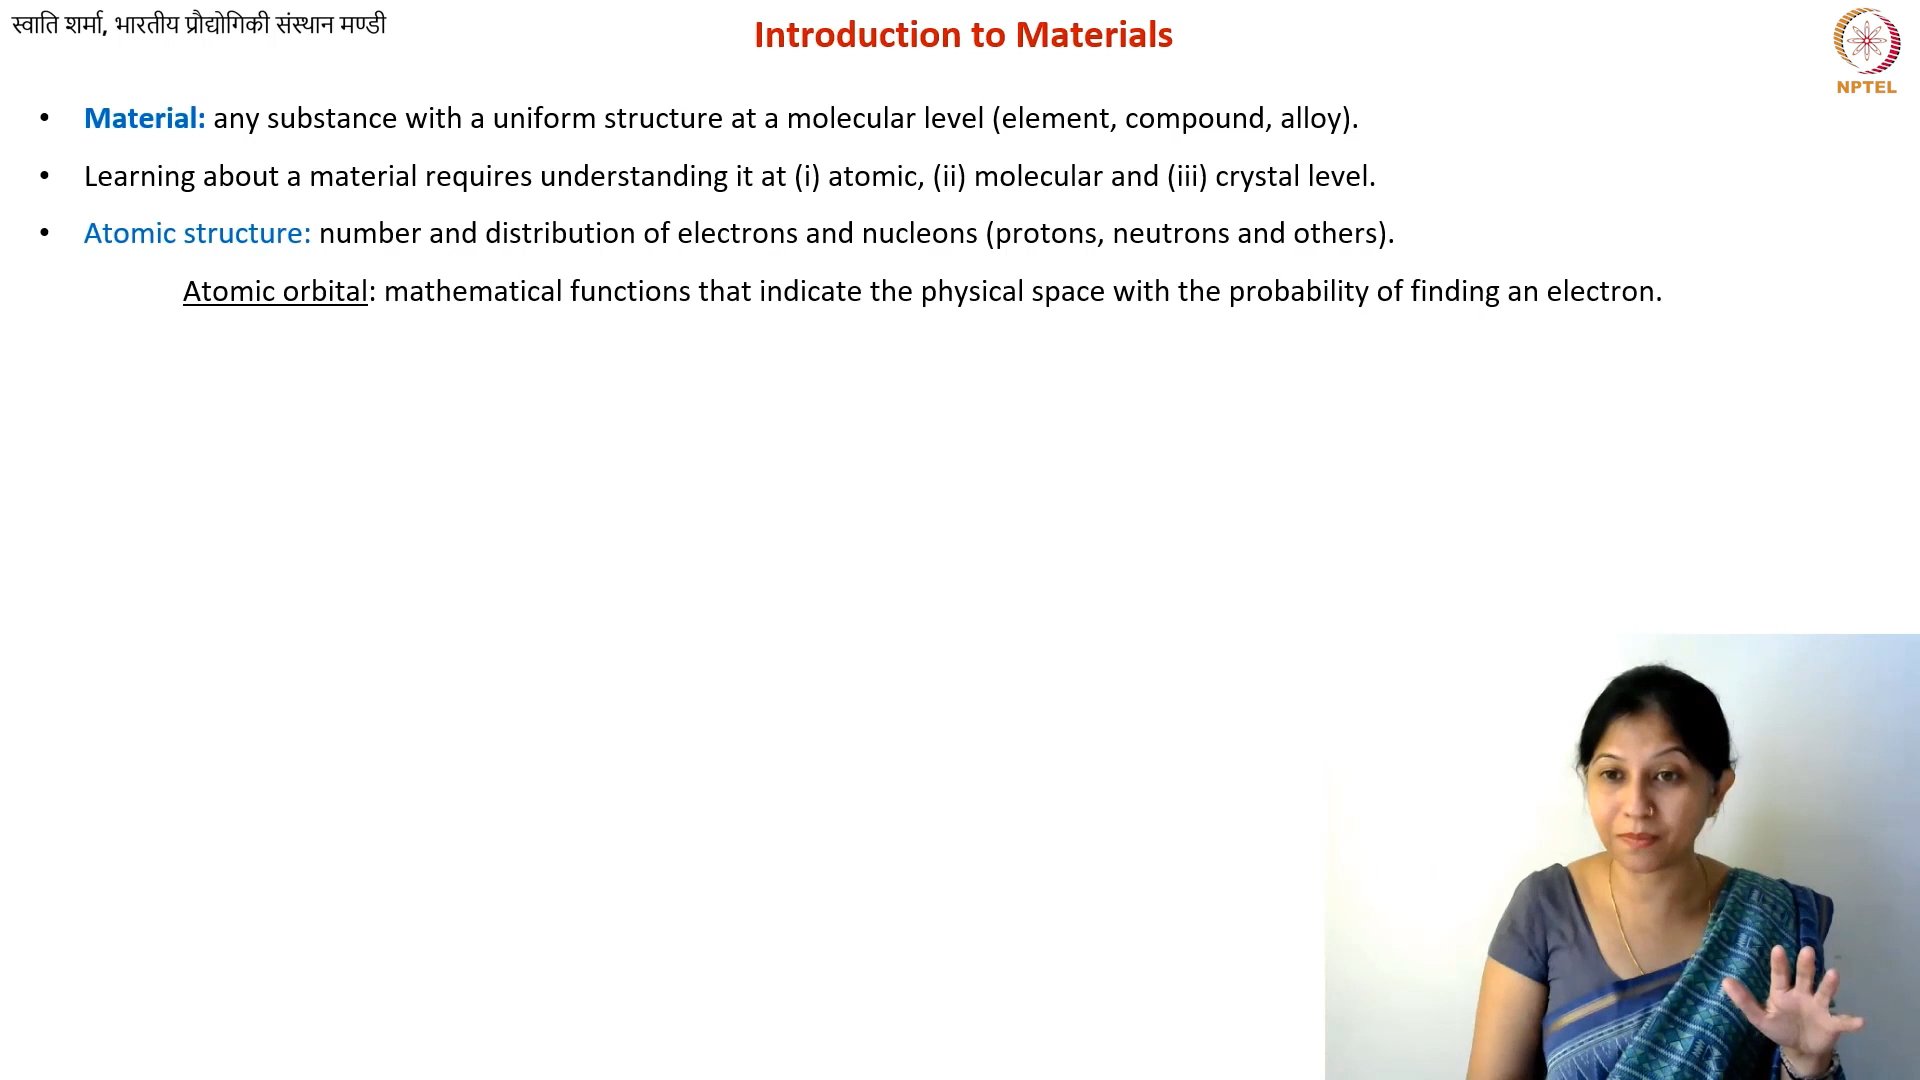 स्वाति शर्मा, भारतीय प्रौद्योगिकी संस्थान मण्डी
Introduction to Materials
NPTEL
• Material: any substance with a uniform structure at a molecular level (element, compound, alloy).
• Learning about a material requires understanding it at (i) atomic, (ii) molecular and (iii) crystal level.
• Atomic structure: number and distribution of electrons and nucleons (protons, neutrons and others).
Atomic orbital: mathematical functions that indicate the physical space with the probability of finding an electron.